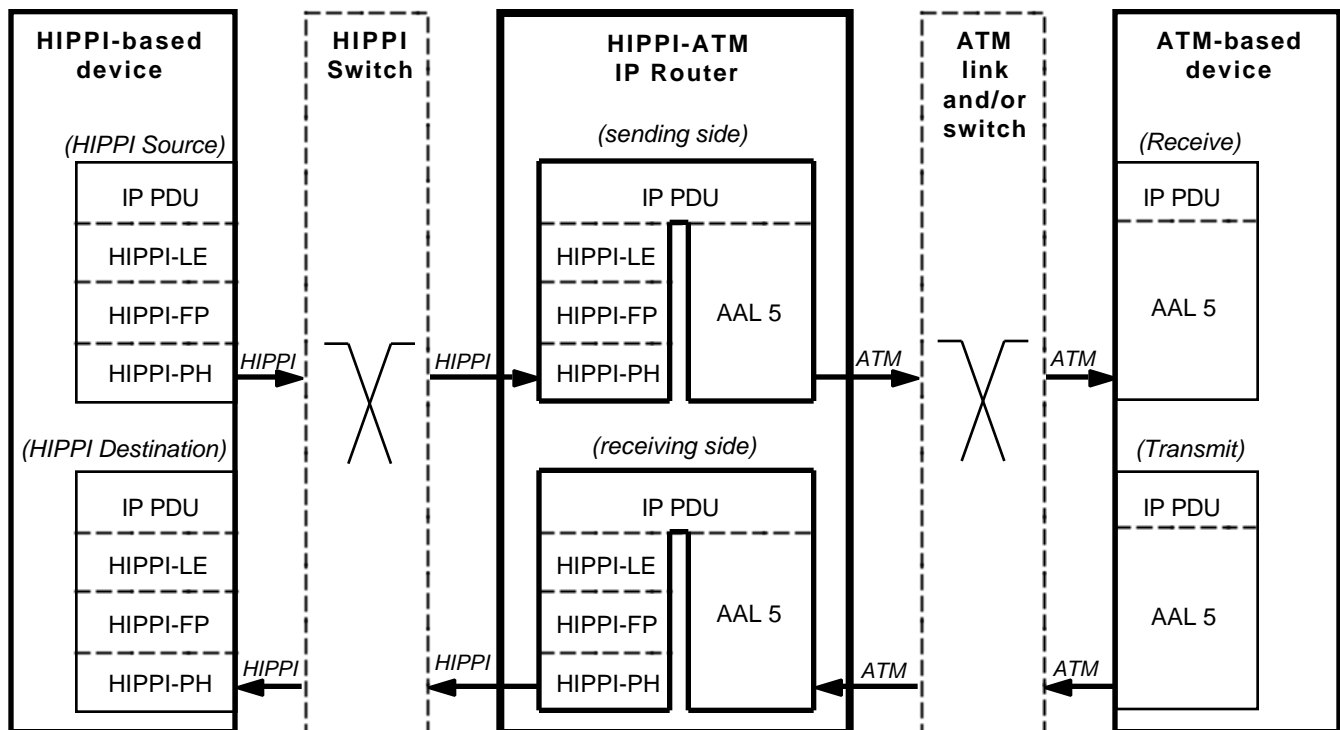 HIPPI-based
device
HIPPI
Switch
HIPPI-ATM
IP Router
ATM
link
and/or
switch
ATM-based
device
(HIPPI Source)
IP PDU
HIPPI-LE
HIPPI-FP
HIPPI-PH
HIPPI
HIPPI
(sending side)
IP PDU
HIPPI-LE
HIPPI-FP
HIPPI-PH
AAL 5
ATM
ATM
(Receive)
IP PDU
AAL 5
(HIPPI Destination)
IP PDU
HIPPI-LE
HIPPI-FP
HIPPI-PH
HIPPI
HIPPI
(receiving side)
IP PDU
HIPPI-LE
HIPPI-FP
HIPPI-PH
AAL 5
ATM
ATM
(Transmit)
IP PDU
AAL 5